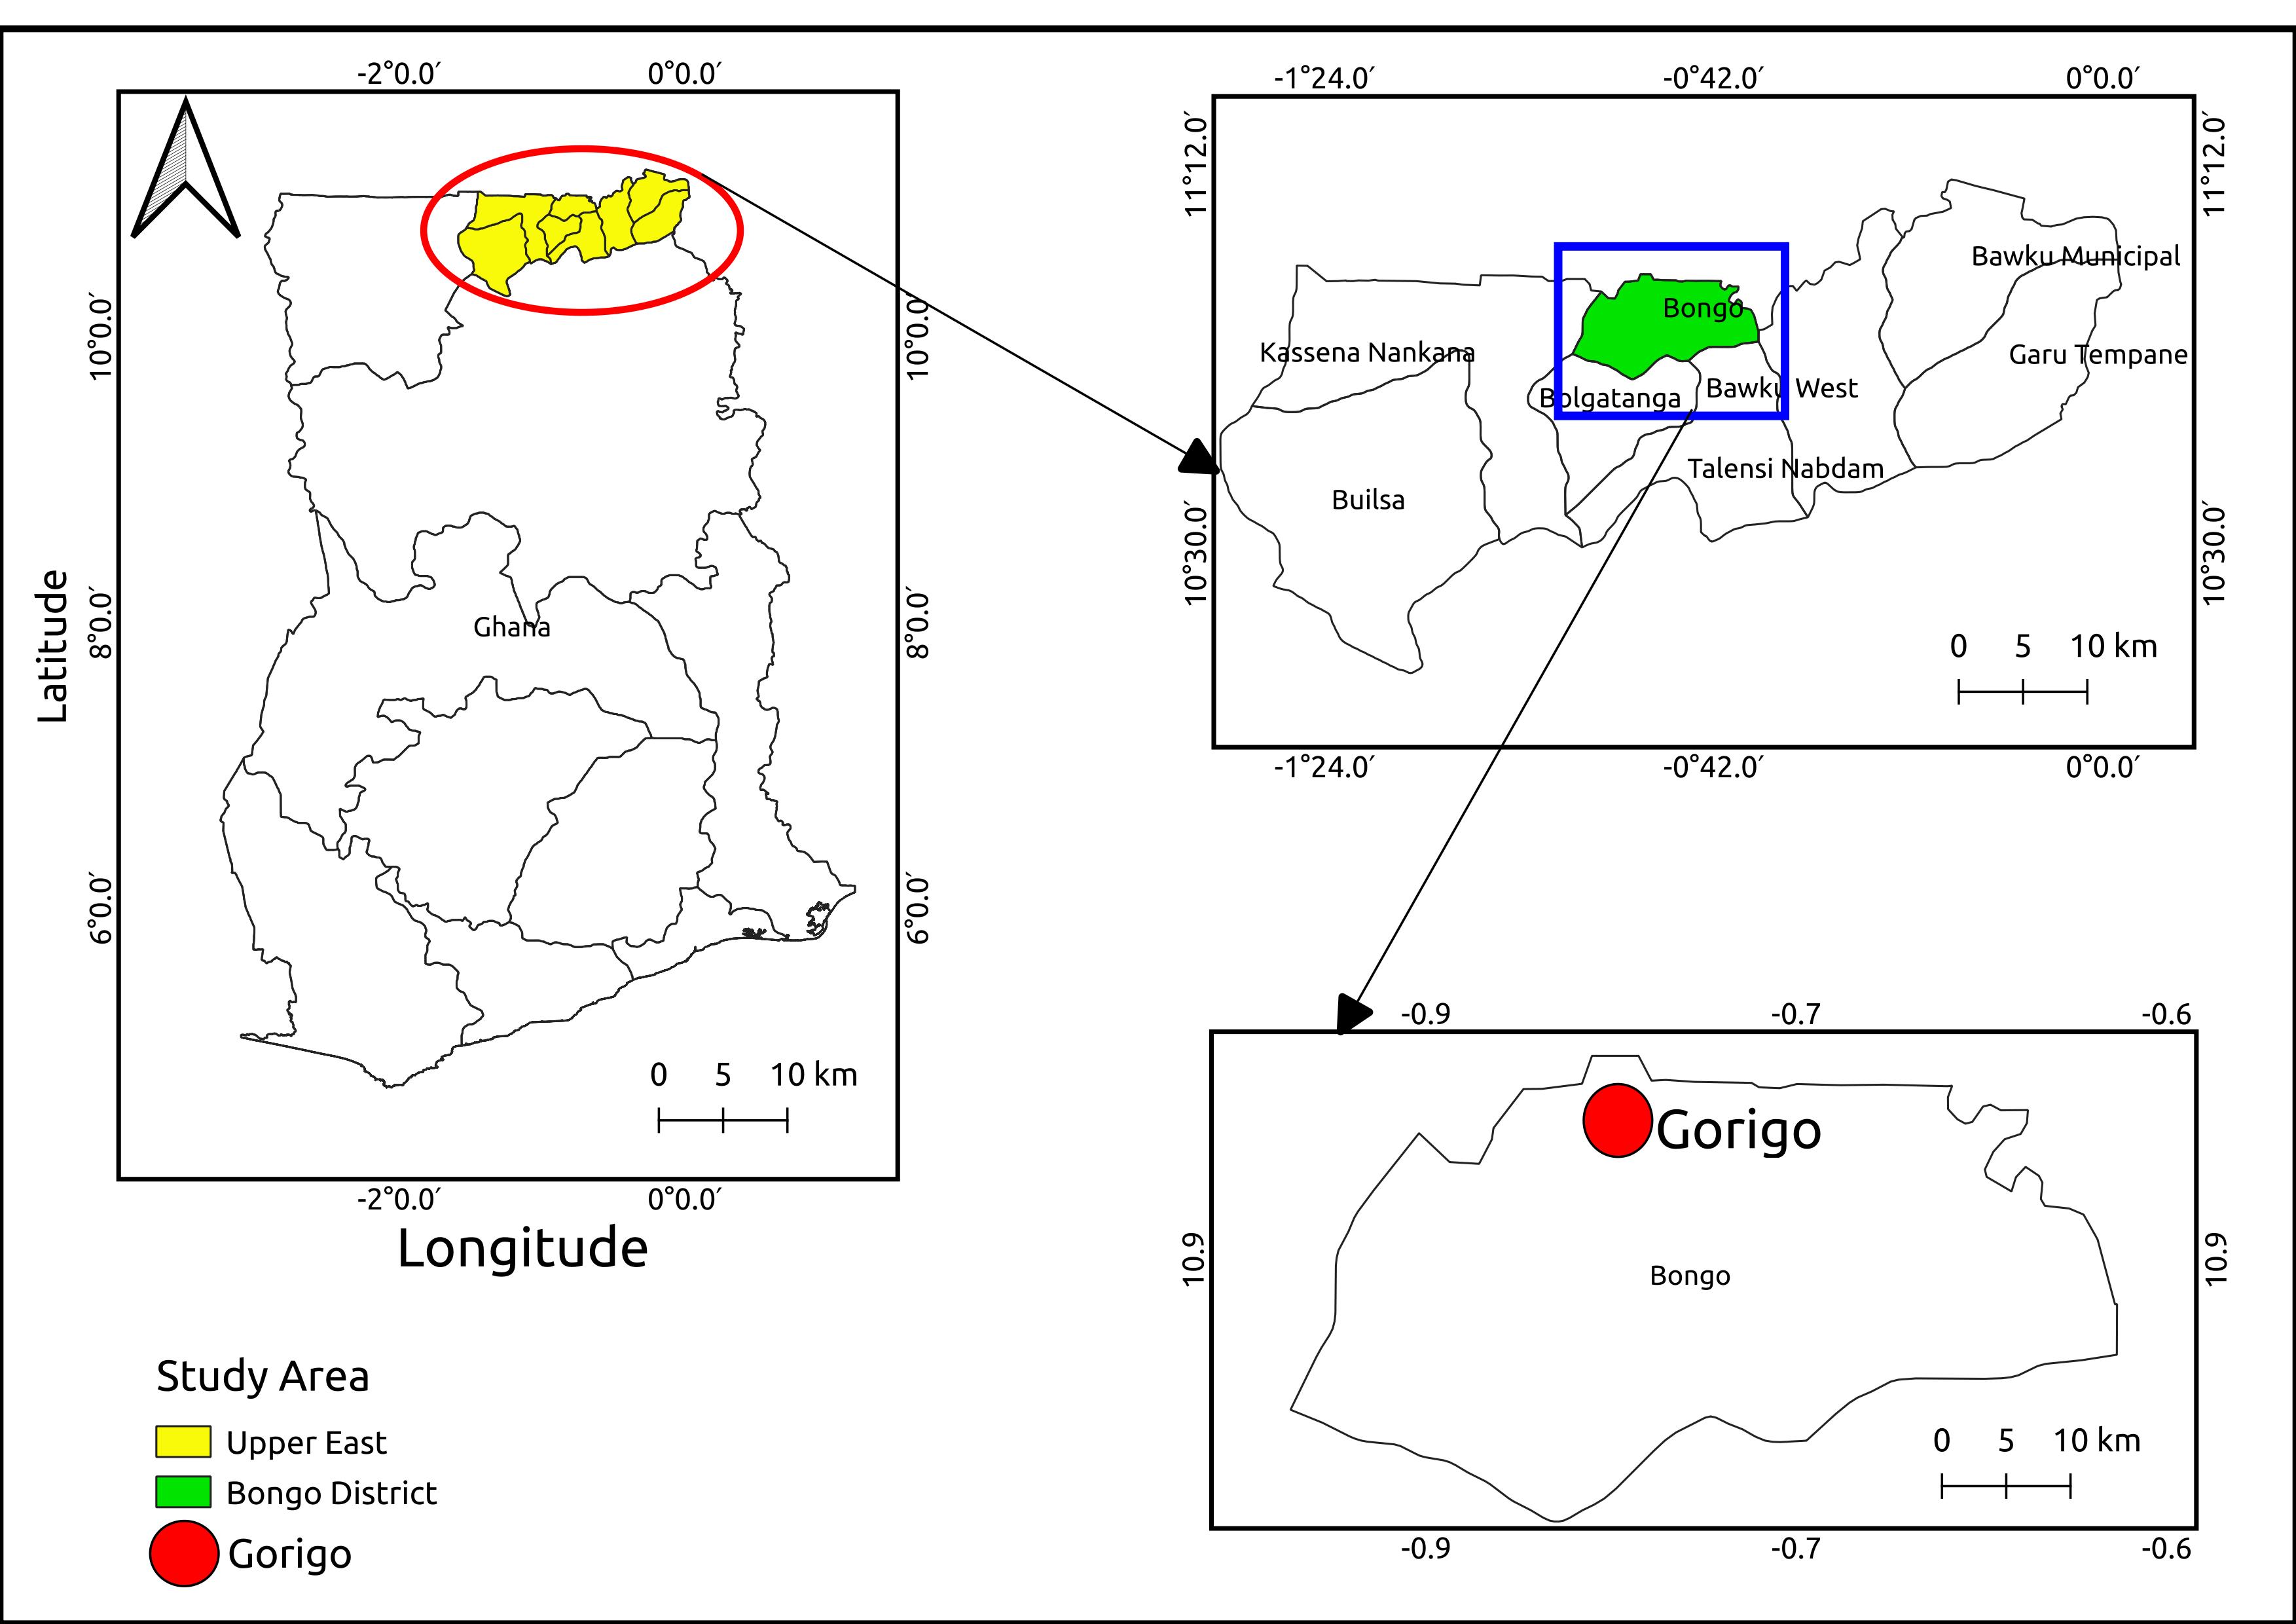 -2°0.0′ 0°0.0′
10°0.0′ 10°0.0′
8°0.0′ 8°0.0′
6°0.0′ 6°0.0′
Latitude
Ghana
0 5 10 km
-2°0.0′ 0°0.0′
Longitude
-1°24.0′ -0°42.0′ 0°0.0′
11°12.0′ 11°12.0′
10°30.0′ 10°30.0′
Bawku Municipal
Bongo
Kassena Nankana
Garu Tempane
Bolgatanga
Bawku West
Talensi Nabdam
Builsa
0 5 10 km
-1°24.0′ -0°42.0′ 0°0.0′
-0.9 -0.7 -0.6
Gorigo
10.9 10.9
Bongo
0 5 10 km
-0.9 -0.7 -0.6
Study Area
Upper East
Bongo District
Gorigo